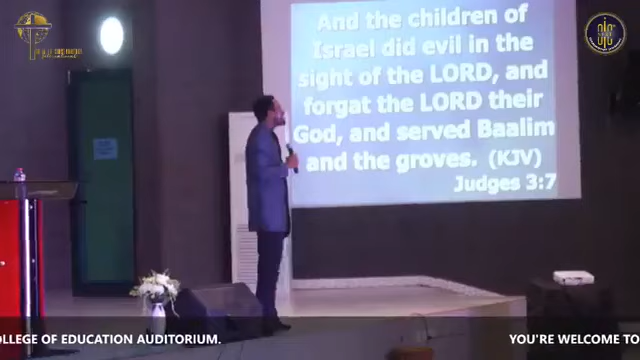 And the children of
Israel did evil in the
sight of the LORD, and
forgat the LORD their
God, and served Baalim
and the groves. (KJV)
Judges 3:7
OLLEGE OF EDUCATION AUDITORIUM.
YOU'RE WELCOME TO